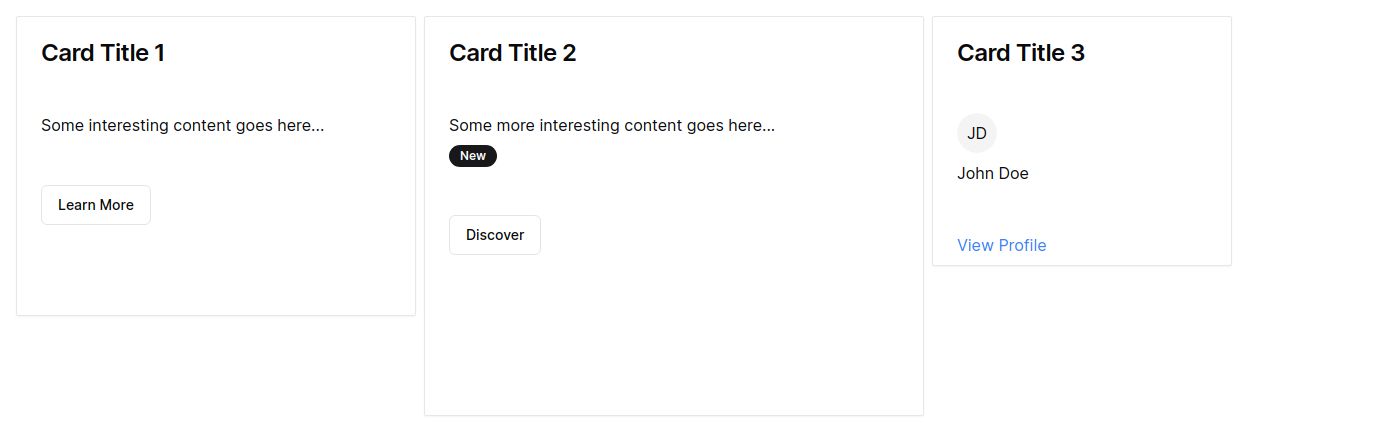 Card Title 1
Some interesting content goes here...
Learn More
Card Title 2
Some more interesting content goes here...
New
Discover
Card Title 3
JD
John Doe
View Profile